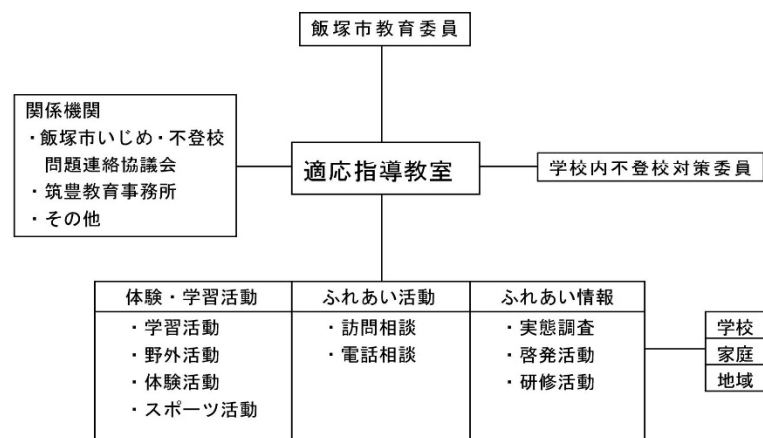 飯塚市教育委員
関係機関
・飯塚市いじめ・不登校
問題連絡協議会
・筑豊教育事務所
・その他
適応指導教室
学校内不登校対策委員
体験・学習活動
・学習活動
・野外活動
・体験活動
・スポーツ活動
ふれあい活動
・訪問相談
・電話相談
ふれあい情報
・実態調査
・啓発活動
・研修活動
学校
家庭
地域